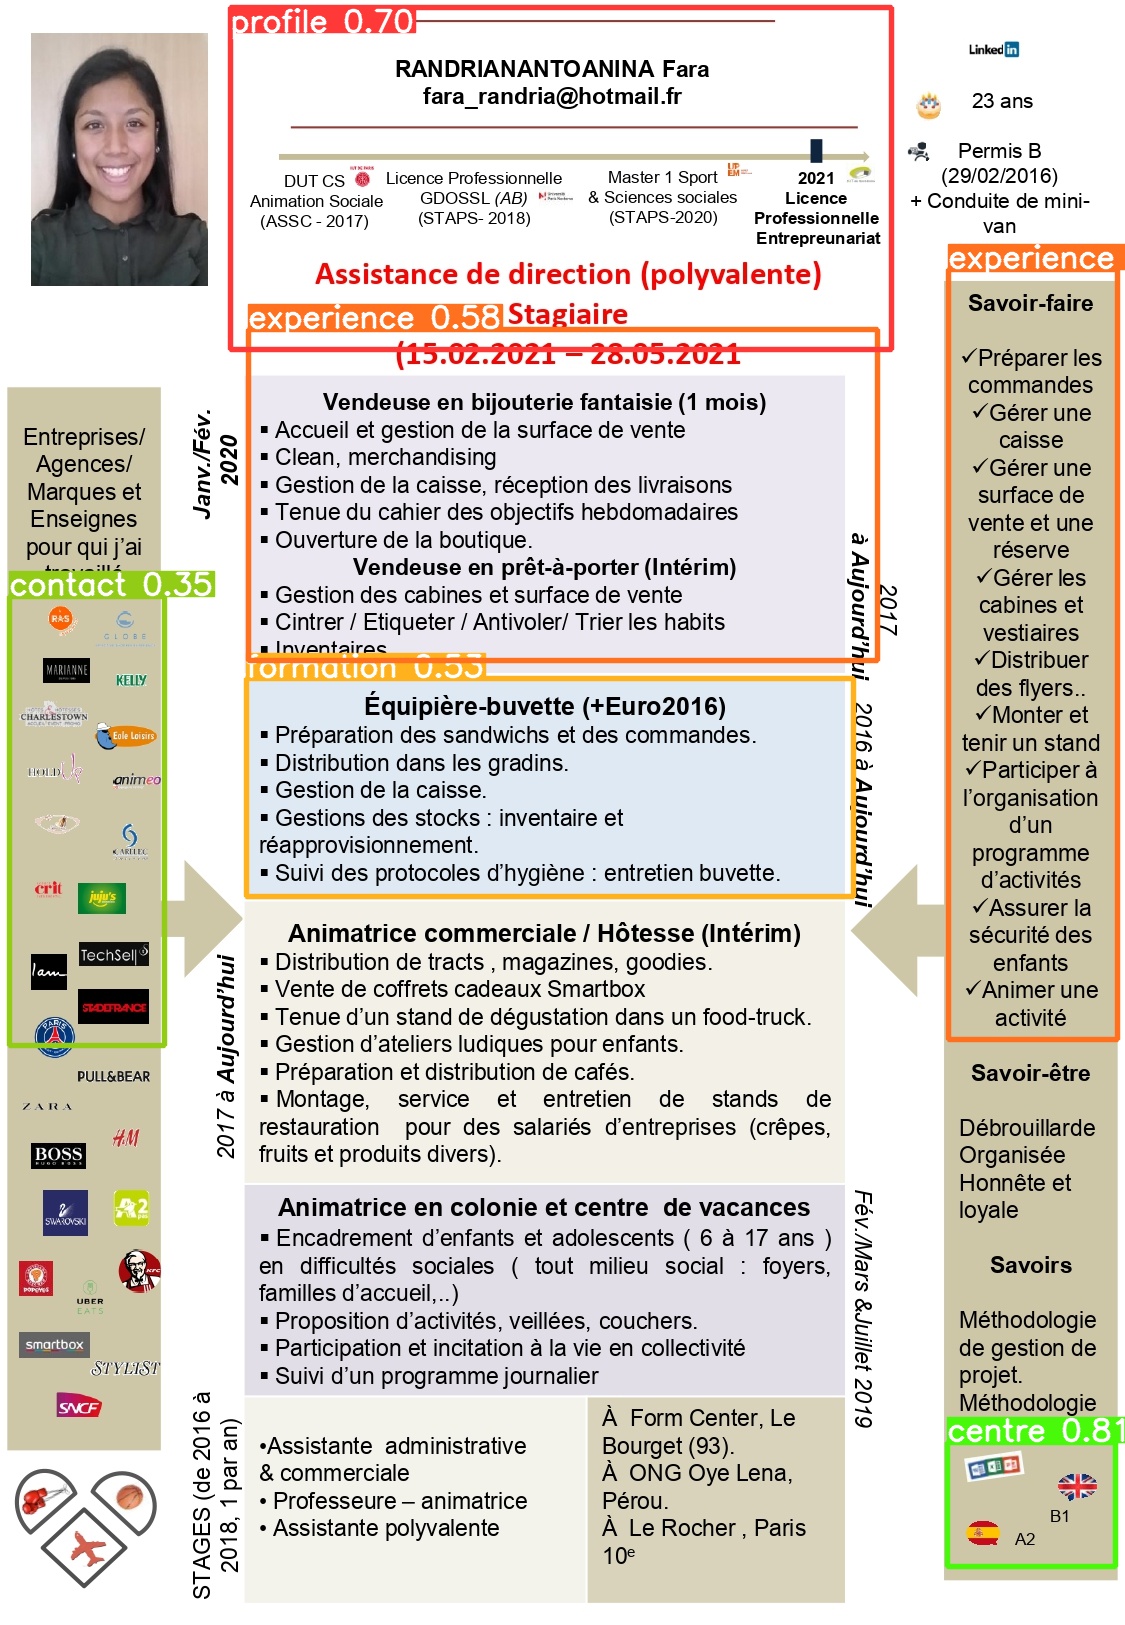 profile 0.70
RANDRIANANTOANINA Fara
fara_randria@hotmail.fr
DUT CS
Animation Sociale
(ASSC - 2017)
Licence Professionnelle
GDOSSL (AB)
(STAPS- 2018)
Master 1 Sport
& Sciences sociales
(STAPS-2020)
2021
Licence
Professionnelle
Entrepreunariat
Assistance de direction (polyvalente)
Stagiaire
(15.02.2021 – 28.05.2021
LinkedIn
23 ans
Permis B
(29/02/2016)
+ Conduite de mini-
van
experience 0.58
Janv./Fév.
2020
Vendeuse en bijouterie fantaisie (1 mois)
▪ Accueil et gestion de la surface de vente
▪ Clean, merchandising
▪ Gestion de la caisse, réception des livraisons
▪ Tenue du cahier des objectifs hebdomadaires
▪ Ouverture de la boutique.
2017
à Aujourd'hui
Vendeuse en prêt-à-porter (Intérim)
▪ Gestion des cabines et surface de vente
▪ Cintrer / Etiqueter / Antivoler/ Trier les habits
▪ Inventaires
formation 0.53
2016 à Aujourd'hui
Équipière-buvette (+Euro2016)
▪ Préparation des sandwichs et des commandes.
▪ Distribution dans les gradins.
▪ Gestion de la caisse.
▪ Gestions des stocks : inventaire et
réapprovisionnement.
▪ Suivi des protocoles d'hygiène : entretien buvette.
2017 à Aujourd'hui
Animatrice commerciale / Hôtesse (Intérim)
▪ Distribution de tracts , magazines, goodies.
▪ Vente de coffrets cadeaux Smartbox
▪ Tenue d'un stand de dégustation dans un food-truck.
▪ Gestion d'ateliers ludiques pour enfants.
▪ Préparation et distribution de cafés.
▪ Montage, service et entretien de stands de
restauration pour des salariés d'entreprises (crêpes,
fruits et produits divers).
Fév./Mars &Juillet 2019
Animatrice en colonie et centre de vacances
▪ Encadrement d'enfants et adolescents ( 6 à 17 ans )
en difficultés sociales ( tout milieu social : foyers,
familles d'accueil,..)
▪ Proposition d'activités, veillées, couchers.
▪ Participation et incitation à la vie en collectivité
▪ Suivi d'un programme journalier
STAGES (de 2016 à
2018, 1 par an)
•Assistante administrative
& commerciale
• Professeure – animatrice
• Assistante polyvalente
À Form Center, Le
Bourget (93).
À ONG Oye Lena,
Pérou.
À Le Rocher , Paris
10e
Entreprises/
Agences/
Marques et
Enseignes
pour qui j'ai
travaillé
contact 0.35
RAS
GLOBE
MARIANNE
KELLY
CHARLESTOWN
Eole Loisirs
HOLD Up
animeo
CARILEC
crit
juju's
I am
TechSell
STADEFRANCE
PARIS
PULL&BEAR
ZARA
H&M
BOSS
HUGO BOSS
SWAROVSKI
A2
POPEYES
KFC
UBER
EATS
smartbox
STYLIST
SNCF
experience
Savoir-faire
✓Préparer les
commandes
✓Gérer une
caisse
✓Gérer une
surface de
vente et une
réserve
✓Gérer les
cabines et
vestiaires
✓Distribuer
des flyers..
✓Monter et
tenir un stand
✓Participer à
l'organisation
d'un
programme
d'activités
✓Assurer la
sécurité des
enfants
✓Animer une
activité
Savoir-être
Débrouillarde
Organisée
Honnête et
loyale
Savoirs
Méthodologie
de gestion de
projet.
Méthodologie
centre 0.81
B1
A2